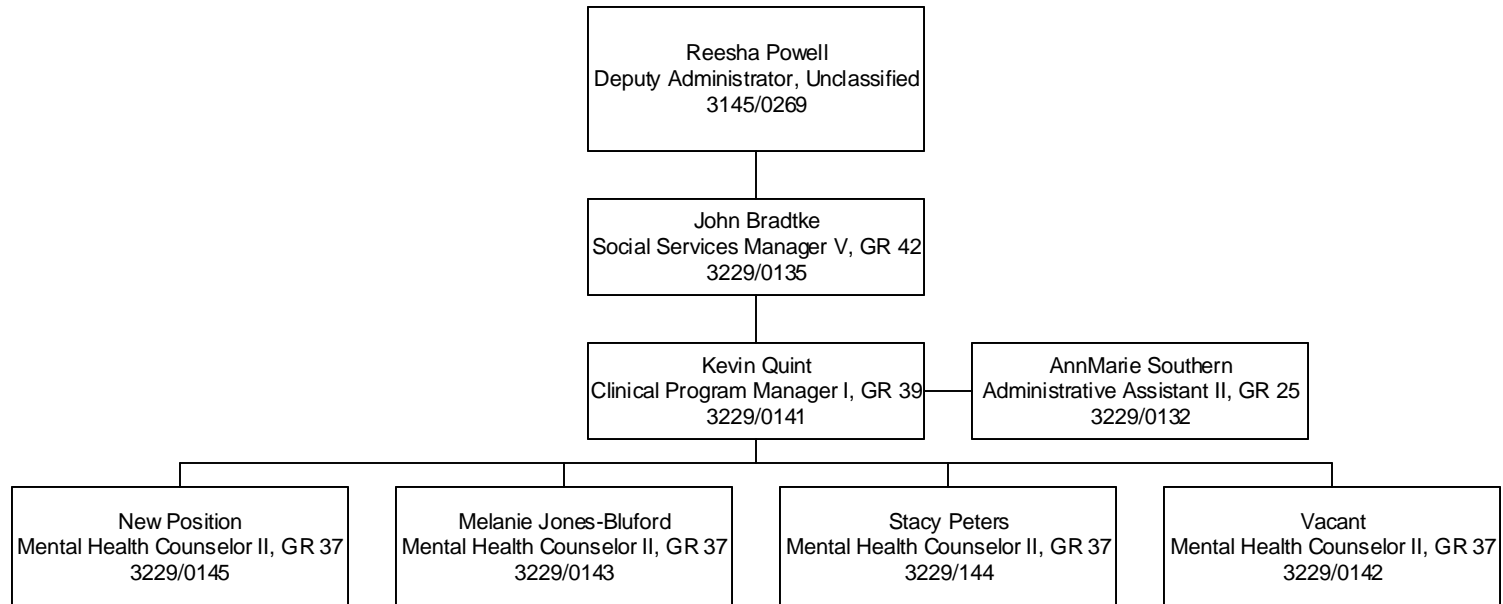 Reesha Powell
Deputy Administrator, Unclassified
3145/0269
John Bradtke
Social Services Manager V, GR 42
3229/0135
Kevin Quint
Clinical Program Manager I, GR 39
3229/0141
AnnMarie Southern
Administrative Assistant II, GR 25
3229/0132
New Position
Mental Health Counselor II, GR 37
3229/0145
Melanie Jones-Bluford
Mental Health Counselor II, GR 37
3229/0143
Stacy Peters
Mental Health Counselor II, GR 37
3229/144
Vacant
Mental Health Counselor II, GR 37
3229/0142